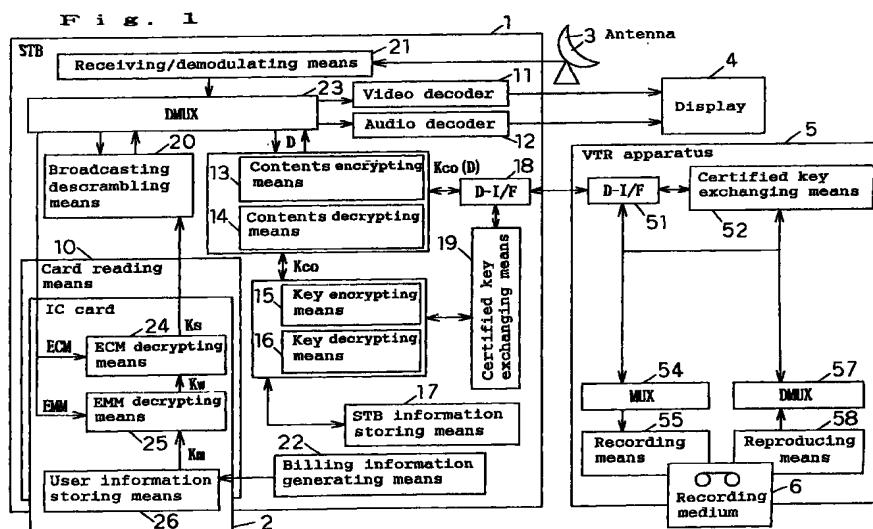 Fig. 1
1
STB
21
Receiving/demodulating means
3
Antenna
23
DMUX
11
Video decoder
4
Display
Audio decoder
12
20
Broadcasting
descrambling means
D
13
Contents encrypting
means
14
Contents decrypting
means
Kco(D)
18
D-I/F
5
VTR apparatus
D-I/F
51
Certified key
exchanging means
52
10
Card reading means
Kco
19
Certified key
exchanging means
15
Key encrypting
means
16
Key decrypting
means
IC card
24
Ks
ECM
ECM decrypting
means
Kw
EMM
EMM decrypting
means
25
Km
17
STB information
storing means
22
Billing information
generating means
User information
storing means
26
2
54
MUX
57
DMUX
55
Recording
means
58
Reproducing
means
Recording
medium
6